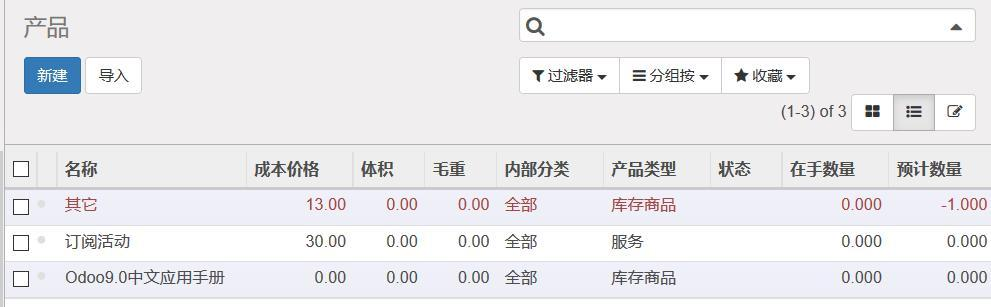 产品
新建 导入
过滤器 分组按 收藏
(1-3) of 3
名称 成本价格 体积 毛重 内部分类 产品类型 状态 在手数量 预计数量
其它 13.00 0.00 0.00 全部 库存商品 0.000 -1.000
订阅活动 30.00 0.00 0.00 全部 服务 0.000 0.000
Odoo9.0中文应用手册 0.00 0.00 0.00 全部 库存商品 0.000 0.000